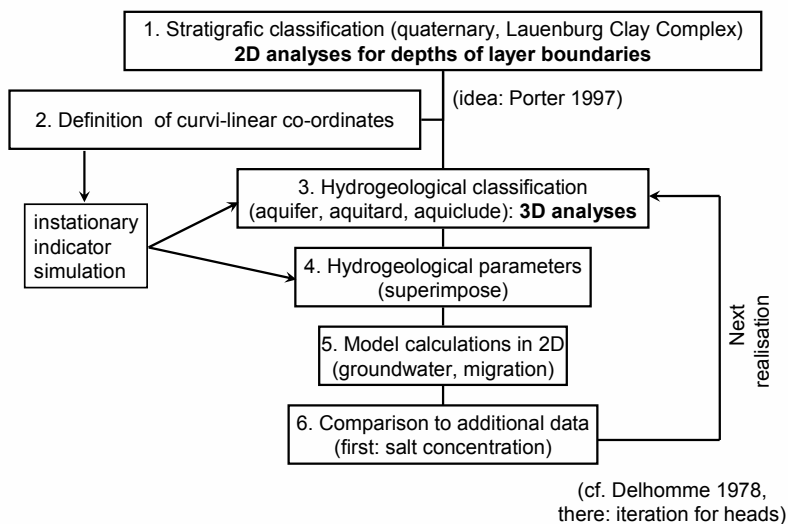 1. Stratigrafic classification (quaternary, Lauenburg Clay Complex)
2D analyses for depths of layer boundaries
(idea: Porter 1997)
2. Definition of curvi-linear co-ordinates
3. Hydrogeological classification
(aquifer, aquitard, aquiclude): 3D analyses
instationary
indicator
simulation
4. Hydrogeological parameters
(superimpose)
5. Model calculations in 2D
(groundwater, migration)
6. Comparison to additional data
(first: salt concentration)
Next
realisation
(cf. Delhomme 1978,
there: iteration for heads)